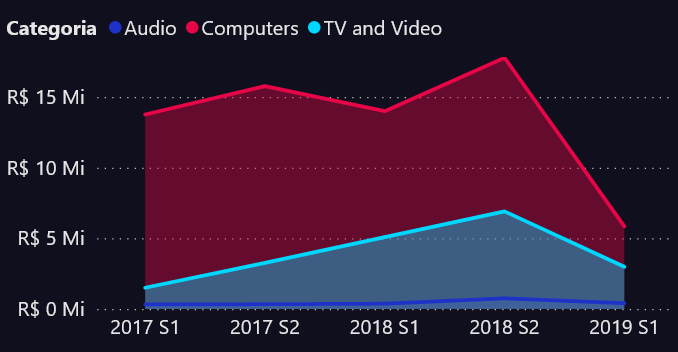 Categoria Audio Computers TV and Video
R$ 15 Mi
R$ 10 Mi
R$ 5 Mi
R$ 0 Mi
2017 S1 2017 S2 2018 S1 2018 S2 2019 S1